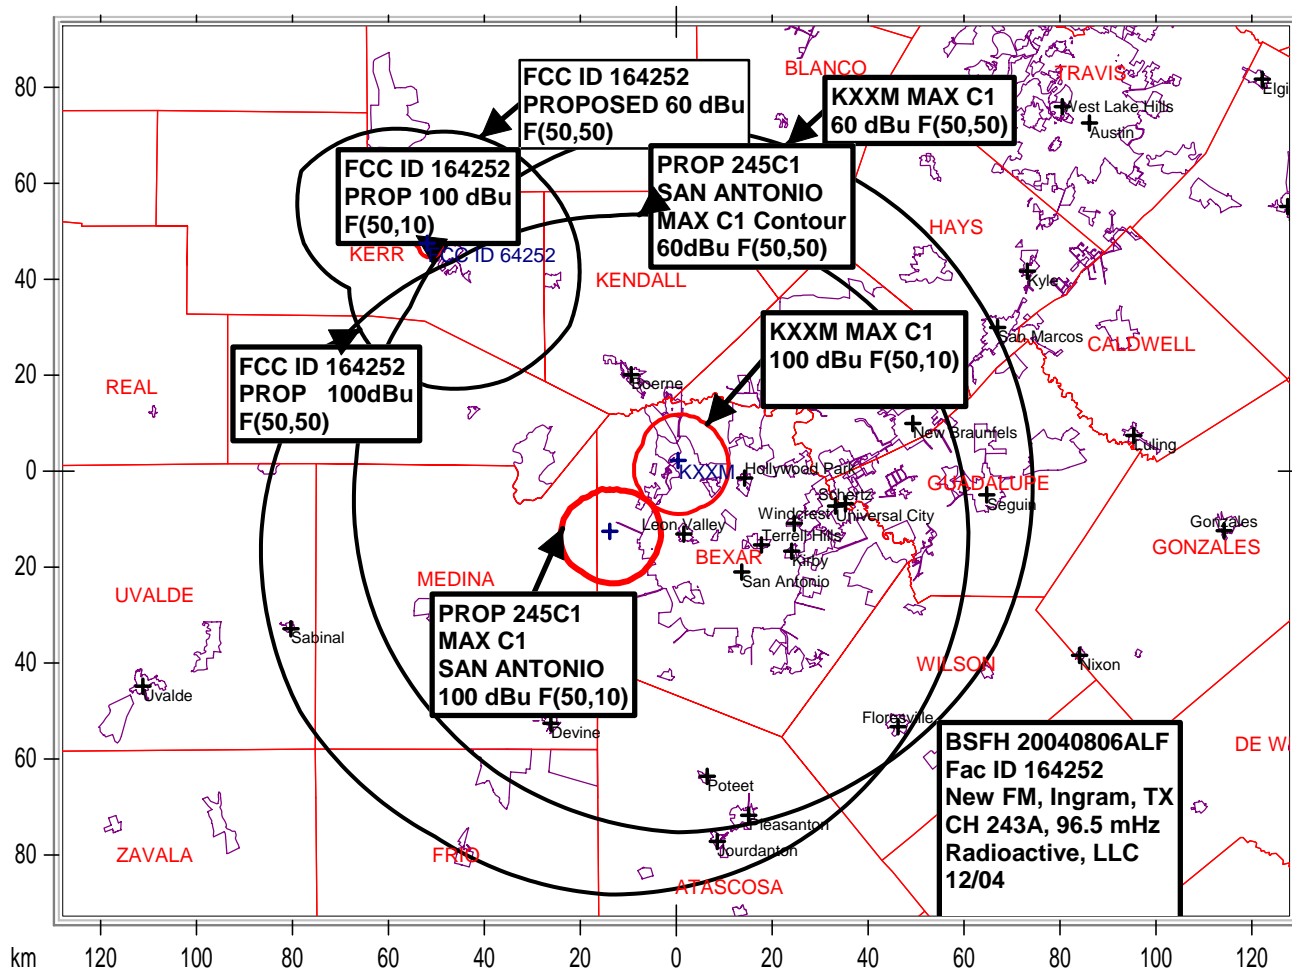 BLANCO
TRAVIS
Elgi
West Lake Hills
Austin
FCC ID 164252
PROPOSED 60 dBu
F(50,50)
KXXM MAX C1
60 dBu F(50,50)
FCC ID 164252
PROP 100 dBu
F(50,10)
PROP 245C1
SAN ANTONIO
MAX C1 Contour
60dBu F(50,50)
HAYS
KERR
CC ID 64252
KENDALL
Kyle
San Marcos
CALDWELL
KXXM MAX C1
100 dBu F(50,10)
FCC ID 164252
PROP 100dBu
F(50,50)
REAL
Boerne
New Braunfels
Luling
KXXM
Hollywood Park
GUADALUPE
Schertz
Seguin
Windcrest
Universal City
Leon Valley
Terrell Hills
BEXAR
Kirby
San Antonio
Gonzales
GONZALES
MEDINA
UVALDE
Sabinal
Uvalde
PROP 245C1
MAX C1
SAN ANTONIO
100 dBu F(50,10)
Devine
WILSON
Nixon
Floresville
Poteet
Pleasanton
Jourdanton
ZAVALA
FRIO
ATASCOSA
DE W
BSFH 20040806ALF
Fac ID 164252
New FM, Ingram, TX
CH 243A, 96.5 mHz
Radioactive, LLC
12/04
80
60
40
20
0
20
40
60
80
km 120 100 80 60 40 20 0 20 40 60 80 100 120